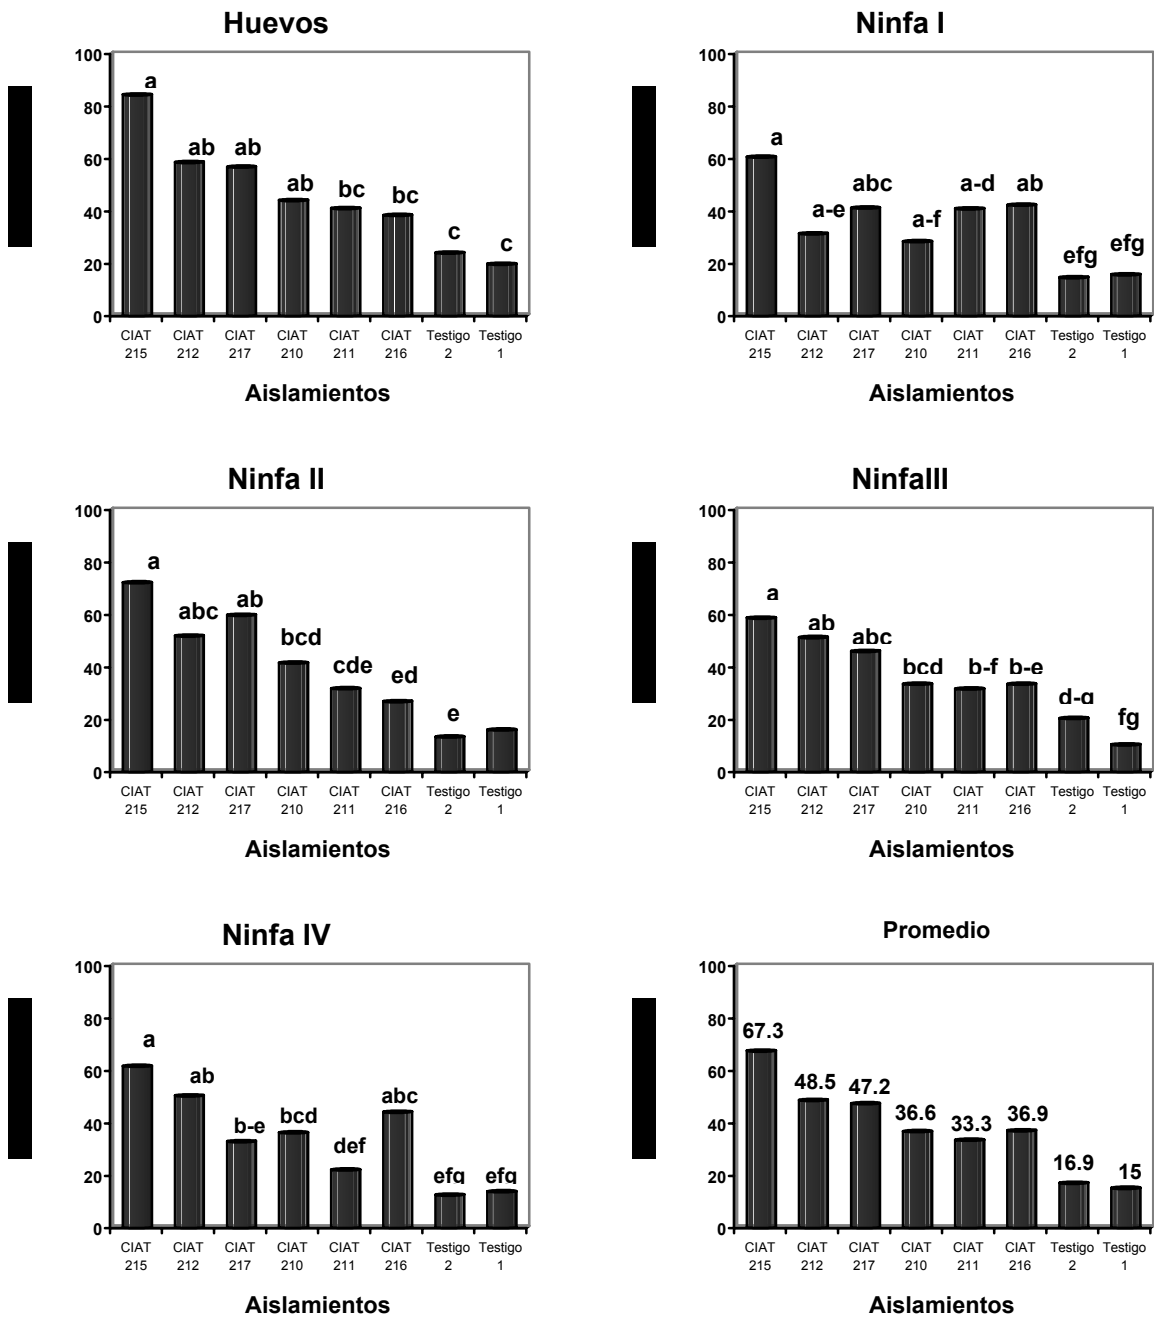 Huevos
100
80
60
40
20
0
a
ab
ab
ab
bc
bc
c
c
CIAT 215
CIAT 212
CIAT 217
CIAT 210
CIAT 211
CIAT 216
Testigo 2
Testigo 1
Aislamientos
Ninfa I
100
80
60
40
20
0
a
a-e
abc
a-f
a-d
ab
efg
efg
CIAT 215
CIAT 212
CIAT 217
CIAT 210
CIAT 211
CIAT 216
Testigo 2
Testigo 1
Aislamientos
Ninfa II
100
80
60
40
20
0
a
abc
ab
bcd
cde
ed
e
CIAT 215
CIAT 212
CIAT 217
CIAT 210
CIAT 211
CIAT 216
Testigo 2
Testigo 1
Aislamientos
NinfaIII
100
80
60
40
20
0
a
ab
abc
bcd
b-f
b-e
d-g
fg
CIAT 215
CIAT 212
CIAT 217
CIAT 210
CIAT 211
CIAT 216
Testigo 2
Testigo 1
Aislamientos
Ninfa IV
100
80
60
40
20
0
a
ab
b-e
bcd
def
abc
efg
efg
CIAT 215
CIAT 212
CIAT 217
CIAT 210
CIAT 211
CIAT 216
Testigo 2
Testigo 1
Aislamientos
Promedio
100
80
60
40
20
0
67.3
48.5
47.2
36.6
33.3
36.9
16.9
15
CIAT 215
CIAT 212
CIAT 217
CIAT 210
CIAT 211
CIAT 216
Testigo 2
Testigo 1
Aislamientos